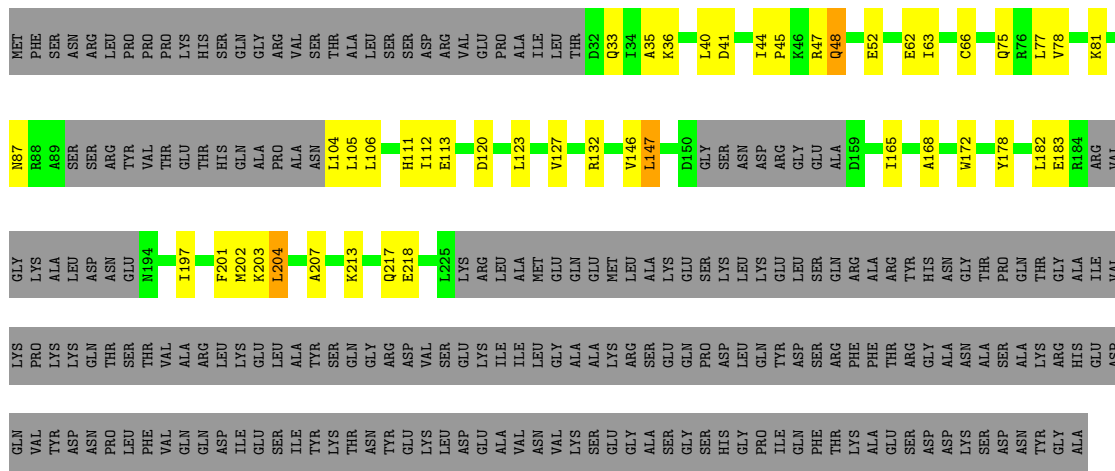 MET PHE SER ASN ARG LEU PRO PRO PRO LYS HIS SER GLN GLY ARG VAL SER THR ALA LEU SER SER ASP ARG VAL GLU PRO ALA ILE LEU THR D32 Q33 I34 A35 K36 L40 D41 I44 P45 K46 R47 Q48 E52 E62 I63 C66 Q75 R76 L77 V78 K81
N87 R88 A89 SER SER ARG TYR VAL THR GLU THR HIS GLN ALA PRO ALA ASN L104 L105 L106 H111 I112 E113 D120 L123 V127 R132 V146 L147 D150 GLY SER ASN ASP ARG GLY GLU ALA D159 I165 A168 W172 Y178 L182 E183 R184 ARG VAL
GLY LYS ALA LEU ASP ASN GLU N194 I197 F201 M202 K203 L204 A207 K213 Q217 E218 L225 LYS ARG LEU ALA MET GLU GLN GLU MET LEU ALA LYS GLU SER LYS LEU LYS GLU LEU SER GLN ARG ALA ARG TYR HIS ASN GLY THR PRO GLN THR GLY ALA ILE VAL
LYS PRO LYS LYS GLN THR SER THR VAL ALA ARG LEU LYS GLU LEU ALA TYR SER GLN GLY ARG ASP VAL SER GLU LYS ILE ILE LEU GLY ALA ALA LYS ARG SER GLU GLN PRO ASP LEU GLN TYR ASP SER ARG PHE PHE THR ARG GLY ALA ASN ALA SER ALA LYS ARG HIS GLU ASP
GLN VAL TYR ASP ASN PRO LEU PHE VAL GLN GLN ASP ILE GLU SER ILE TYR LYS THR ASN TYR GLU LYS LEU ASP GLU ALA VAL ASN VAL LYS SER GLU GLY ALA SER GLY SER HIS GLY PRO ILE GLN PHE THR LYS ALA GLU SER ASP ASP LYS SER ASP ASN TYR GLY ALA